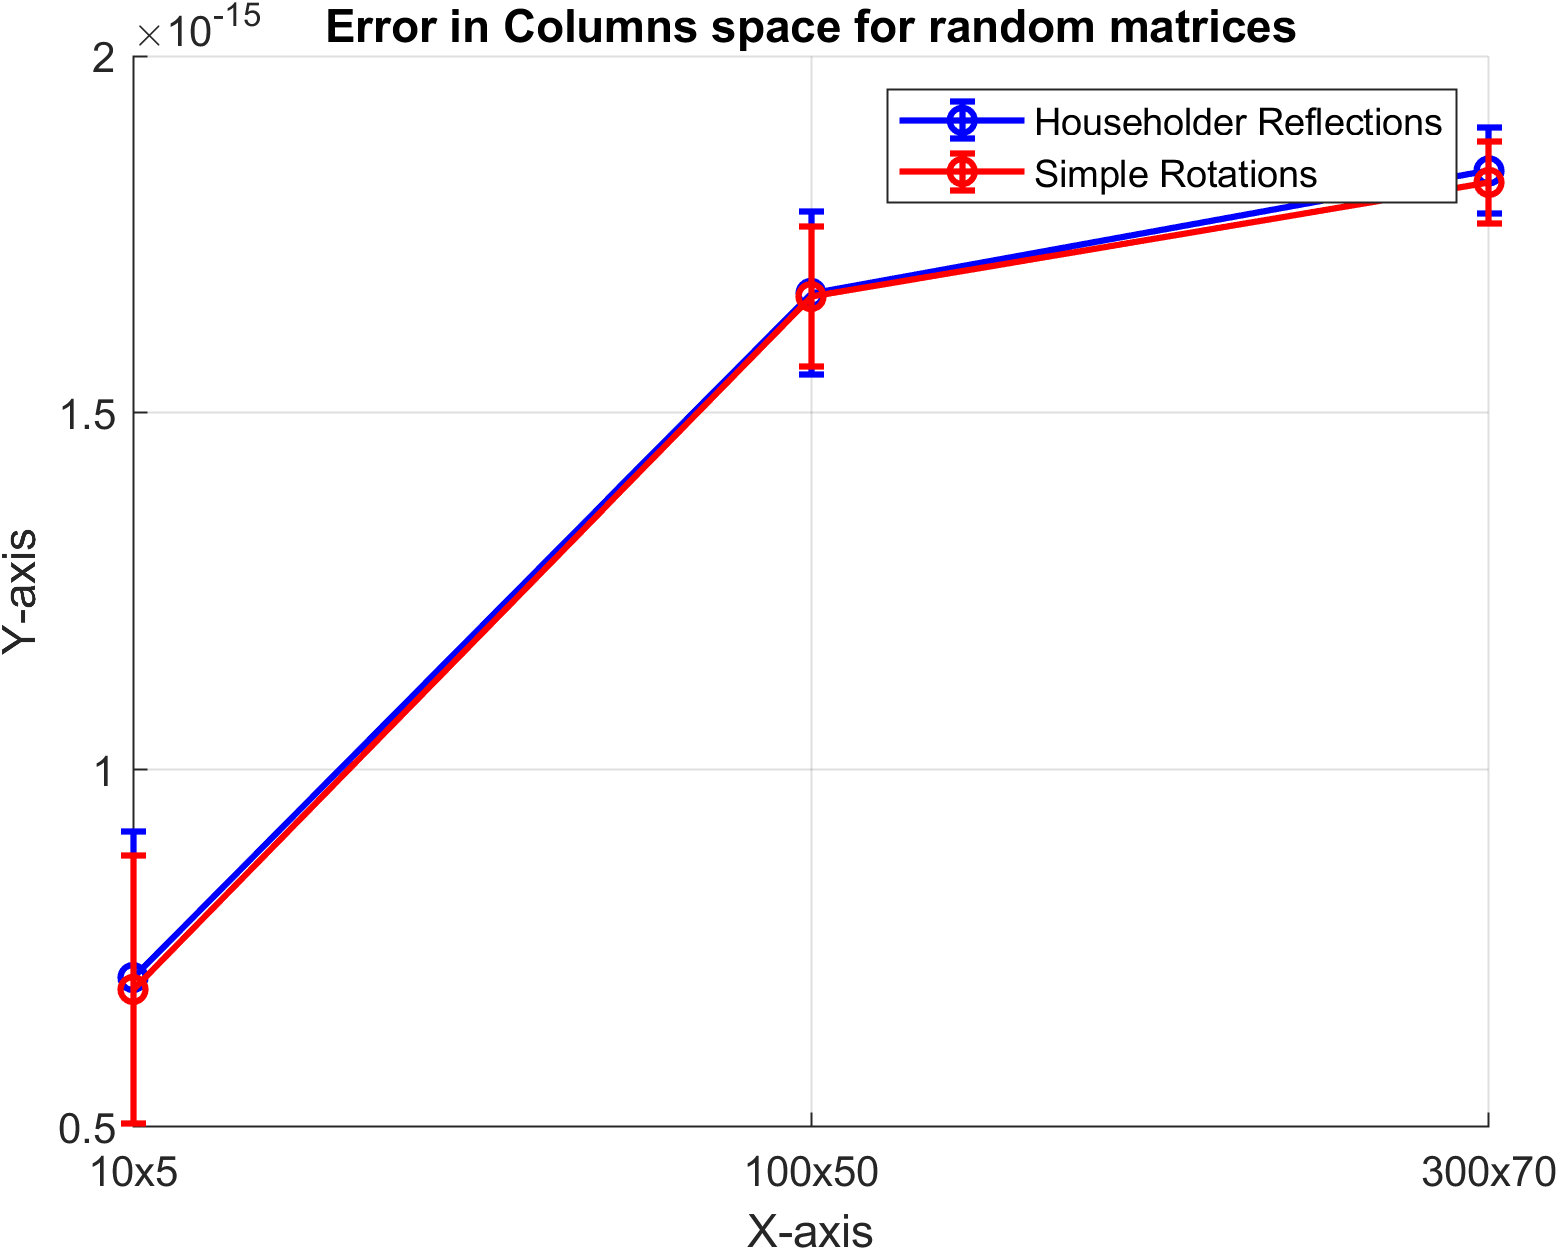 ×10-15
Error in Columns space for random matrices
2
Householder Reflections
Simple Rotations
1.5
Y-axis
1
0.5
10x5
100x50
300x70
X-axis